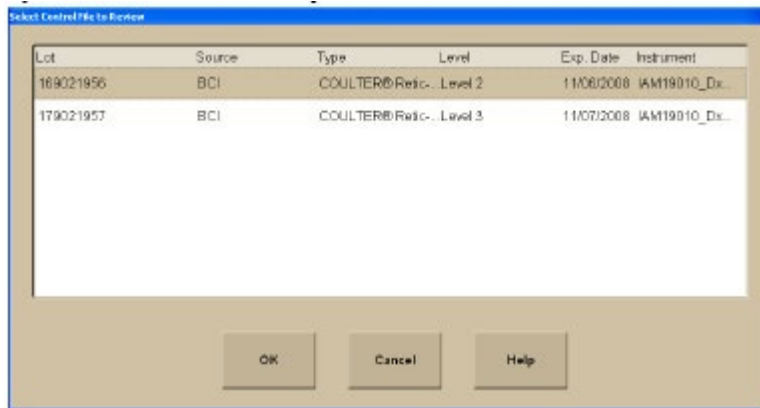 Select Control File to Review
Lot Source Type Level Exp. Date Instrument
169021956 BCI COULTER® Retic-... Level 2 11/06/2008 IAM19010_Dx...
179021957 BCI COULTER® Retic-... Level 3 11/07/2008 IAM19010_Dx...
OK Cancel Help